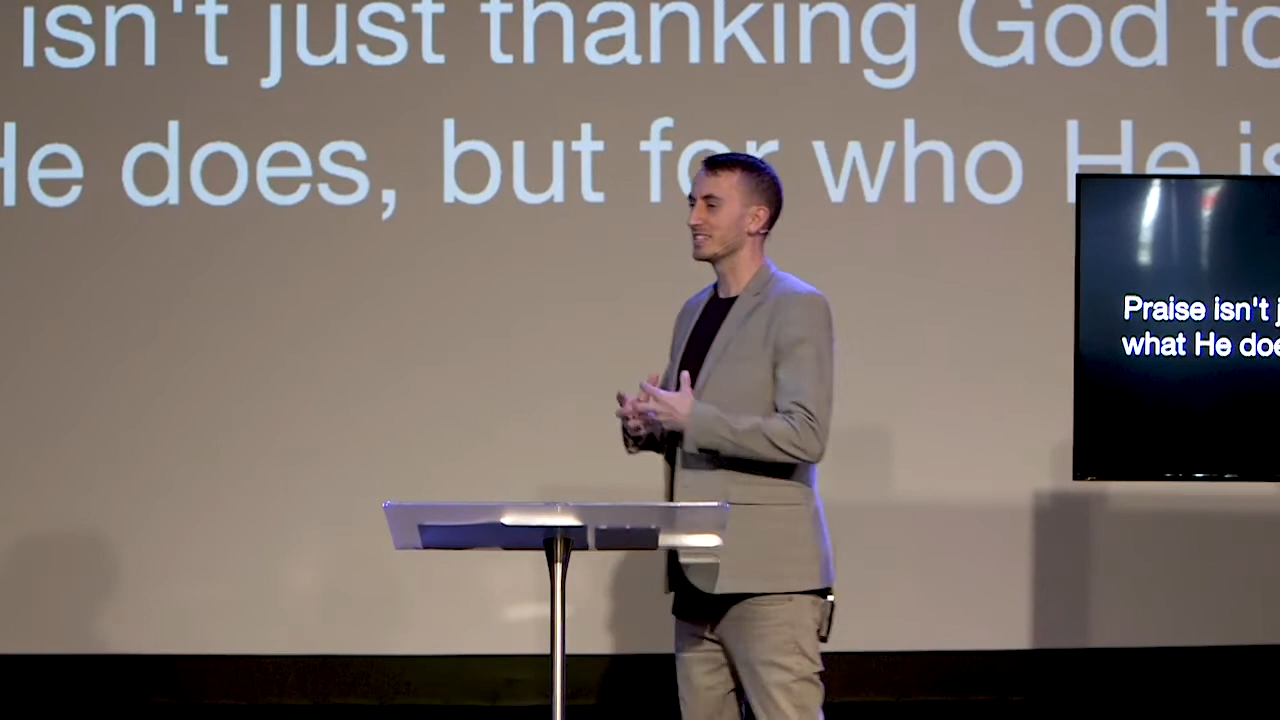 isn't just thanking God fo
He does, but for who He is
Praise isn't j
what He doe